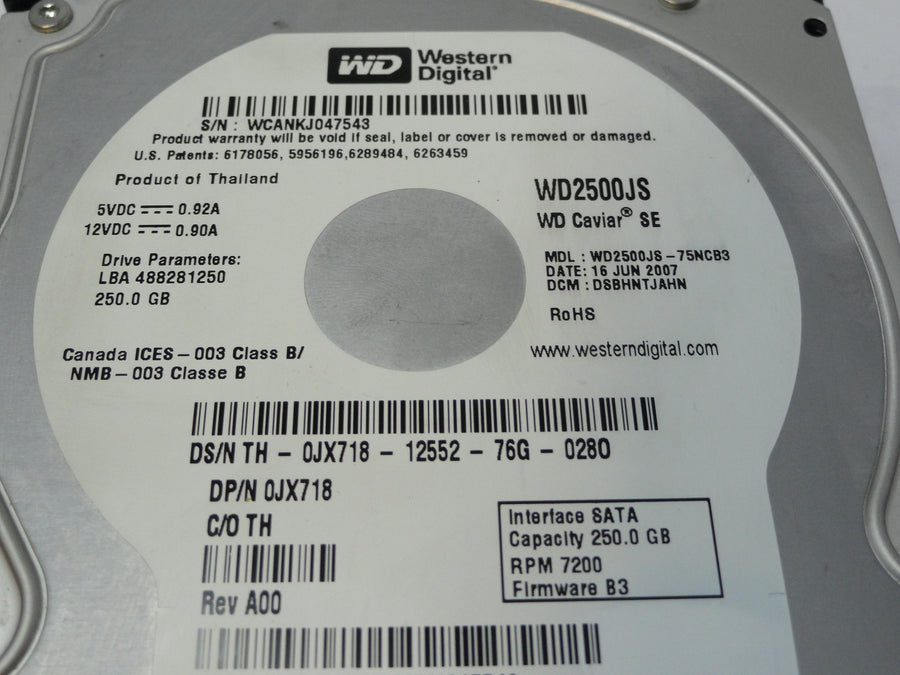 WD Western Digital®
S/N : WCANKJ047543
Product warranty will be void if seal, label or cover is removed or damaged.
U.S. Patents: 6178056, 5956196,6289484, 6263459
Product of Thailand
5VDC 0.92A
12VDC 0.90A
Drive Parameters:
LBA 488281250
250.0 GB
Canada ICES-003 Class B/
NMB-003 Classe B
WD2500JS
WD Caviar® SE
MDL : WD2500JS-75NCB3
DATE: 16 JUN 2007
DCM : DSBHNTJAHN
RoHS
www.westerndigital.com
DS/N TH - 0JX718 - 12552 - 76G - 0280
DP/N 0JX718
C/O TH
Rev A00
Interface SATA
Capacity 250.0 GB
RPM 7200
Firmware B3